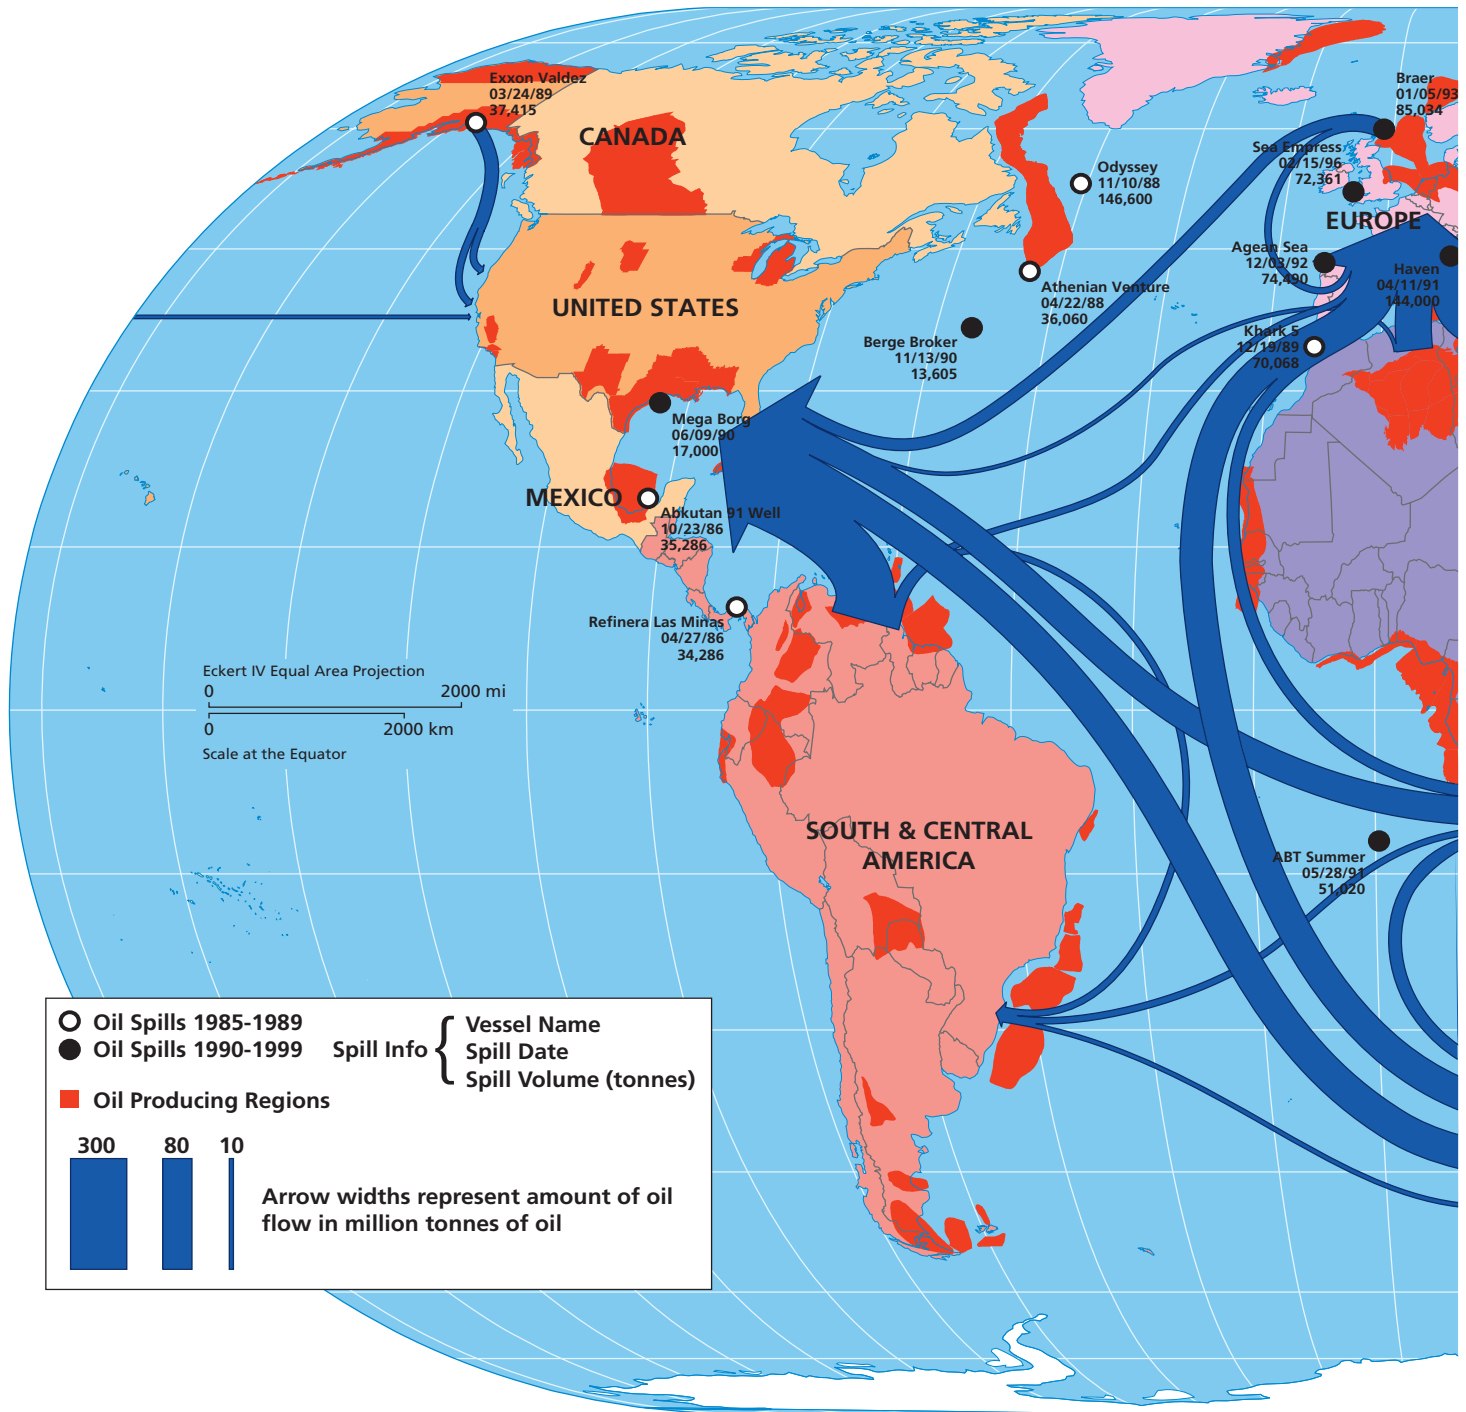 Exxon Valdez
03/24/89
37,415
CANADA
Braer
01/05/93
85,034
Sea Empress
02/15/96
72,361
Odyssey
11/10/88
146,600
EUROPE
Agean Sea
12/03/92
74,490
Haven
04/11/91
144,000
Athenian Venture
04/22/88
36,060
UNITED STATES
Berge Broker
11/13/90
13,605
Khark 5
12/19/89
70,068
Mega Borg
06/09/90
17,000
MEXICO
Abkutan 91 Well
10/23/86
35,286
Refinera Las Minas
04/27/86
34,286
Eckert IV Equal Area Projection
0 2000 mi
0 2000 km
Scale at the Equator
SOUTH & CENTRAL
AMERICA
ABT Summer
05/28/91
51,020
Oil Spills 1985-1989
Oil Spills 1990-1999
Spill Info {
Vessel Name
Spill Date
Spill Volume (tonnes)
Oil Producing Regions
300 80 10
Arrow widths represent amount of oil
flow in million tonnes of oil